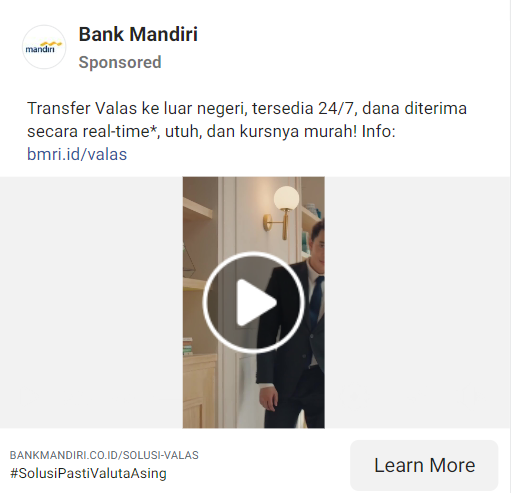 mandiri
Bank Mandiri
Sponsored
Transfer Valas ke luar negeri, tersedia 24/7, dana diterima
secara real-time*, utuh, dan kursnya murah! Info:
bmri.id/valas
BANKMANDIRI.CO.ID/SOLUSI-VALAS
#SolusiPastiValutaAsing
Learn More